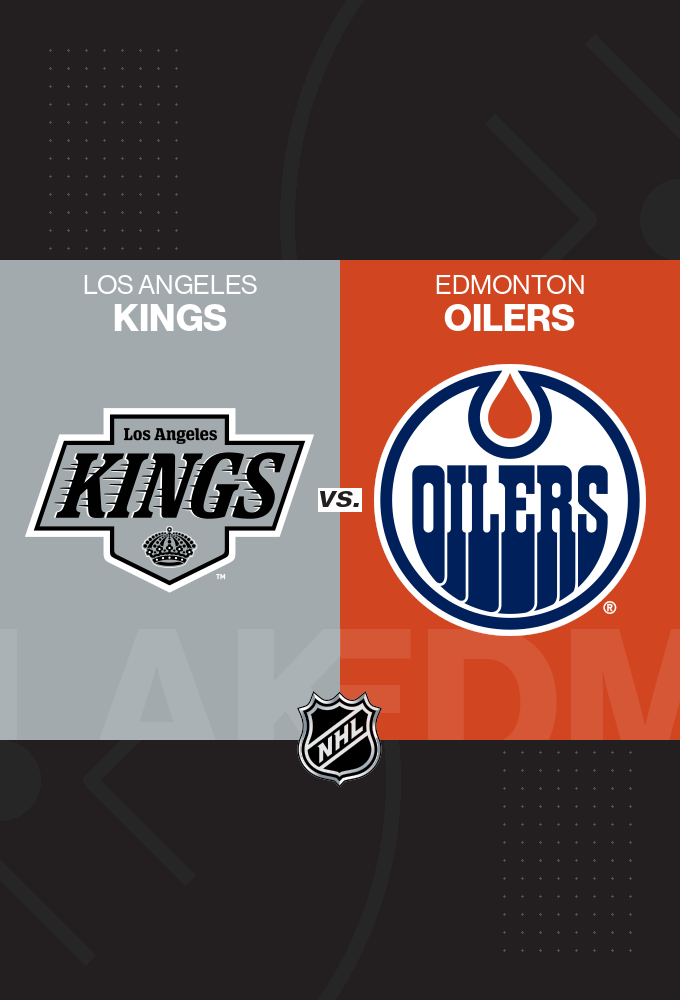 LOS ANGELES
KINGS
EDMONTON
OILERS
Los Angeles
KINGS
TM
vs.
OILERS
®
LAK
EDM
NHL